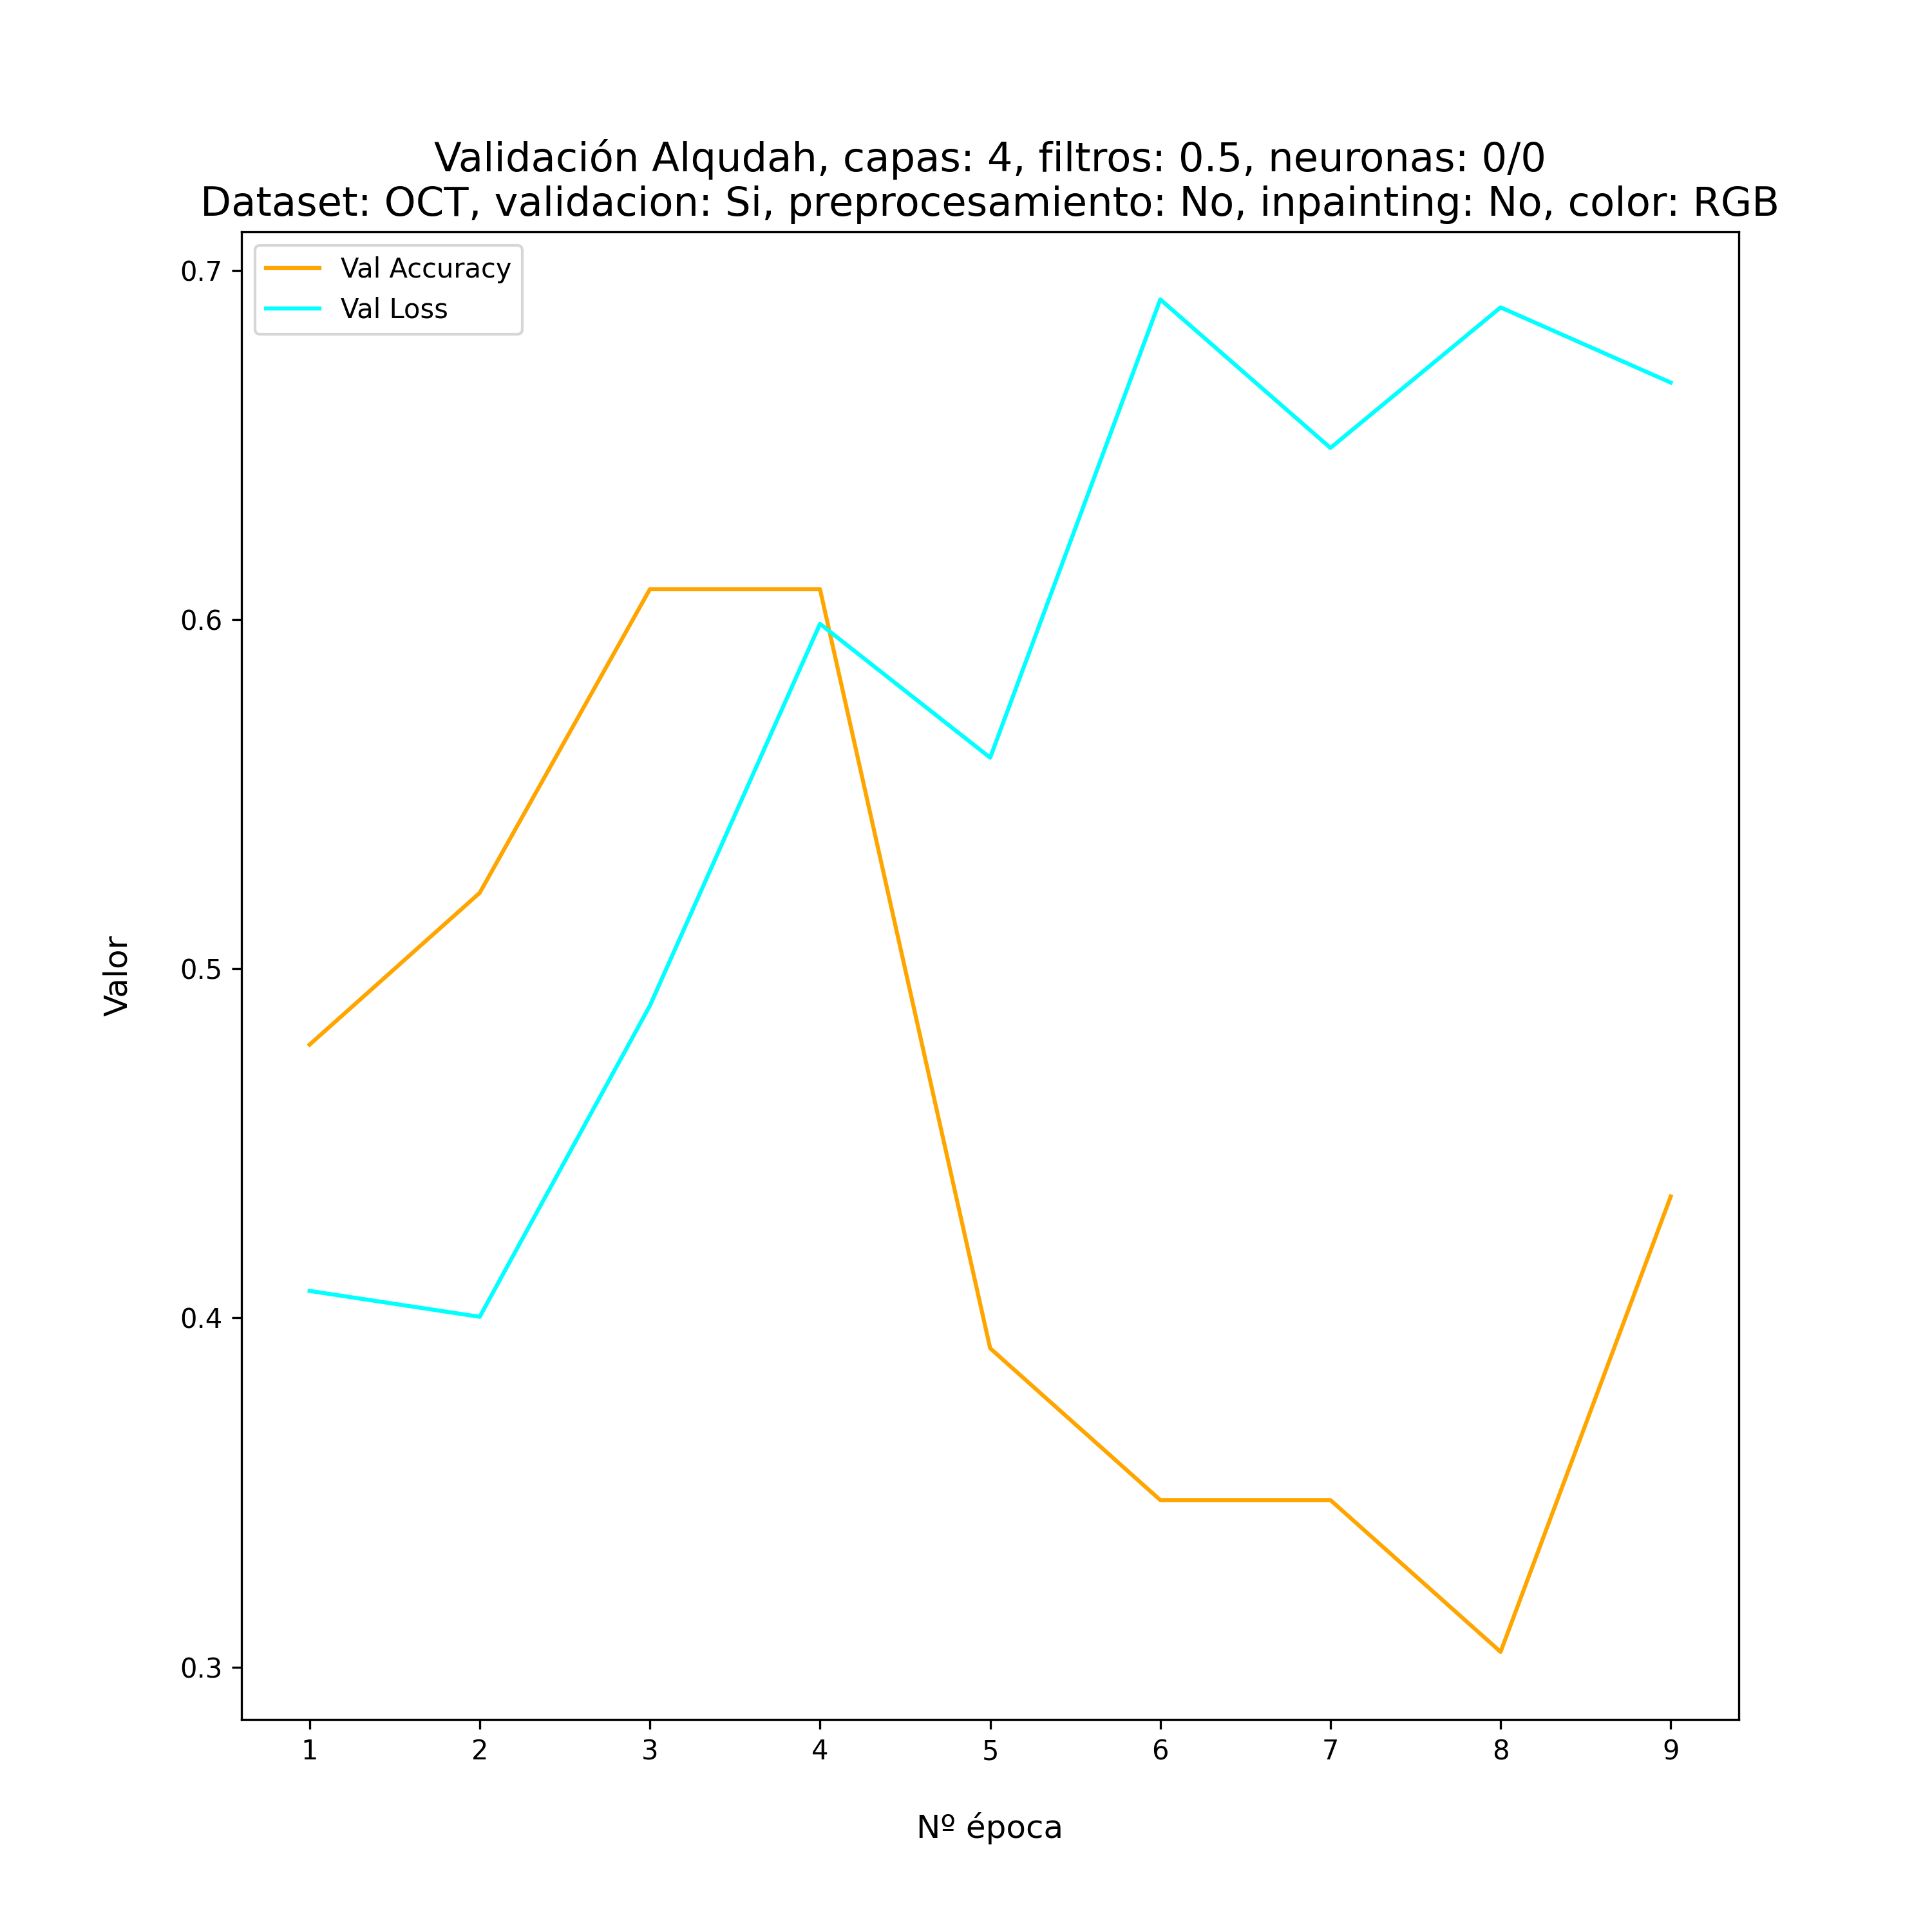 Validación Alqudah, capas: 4, filtros: 0.5, neuronas: 0/0
Dataset: OCT, validacion: Si, preprocesamiento: No, inpainting: No, color: RGB
Val Accuracy
Val Loss
0.7
0.6
0.5
0.4
0.3
Valor
1 2 3 4 5 6 7 8 9
Nº época